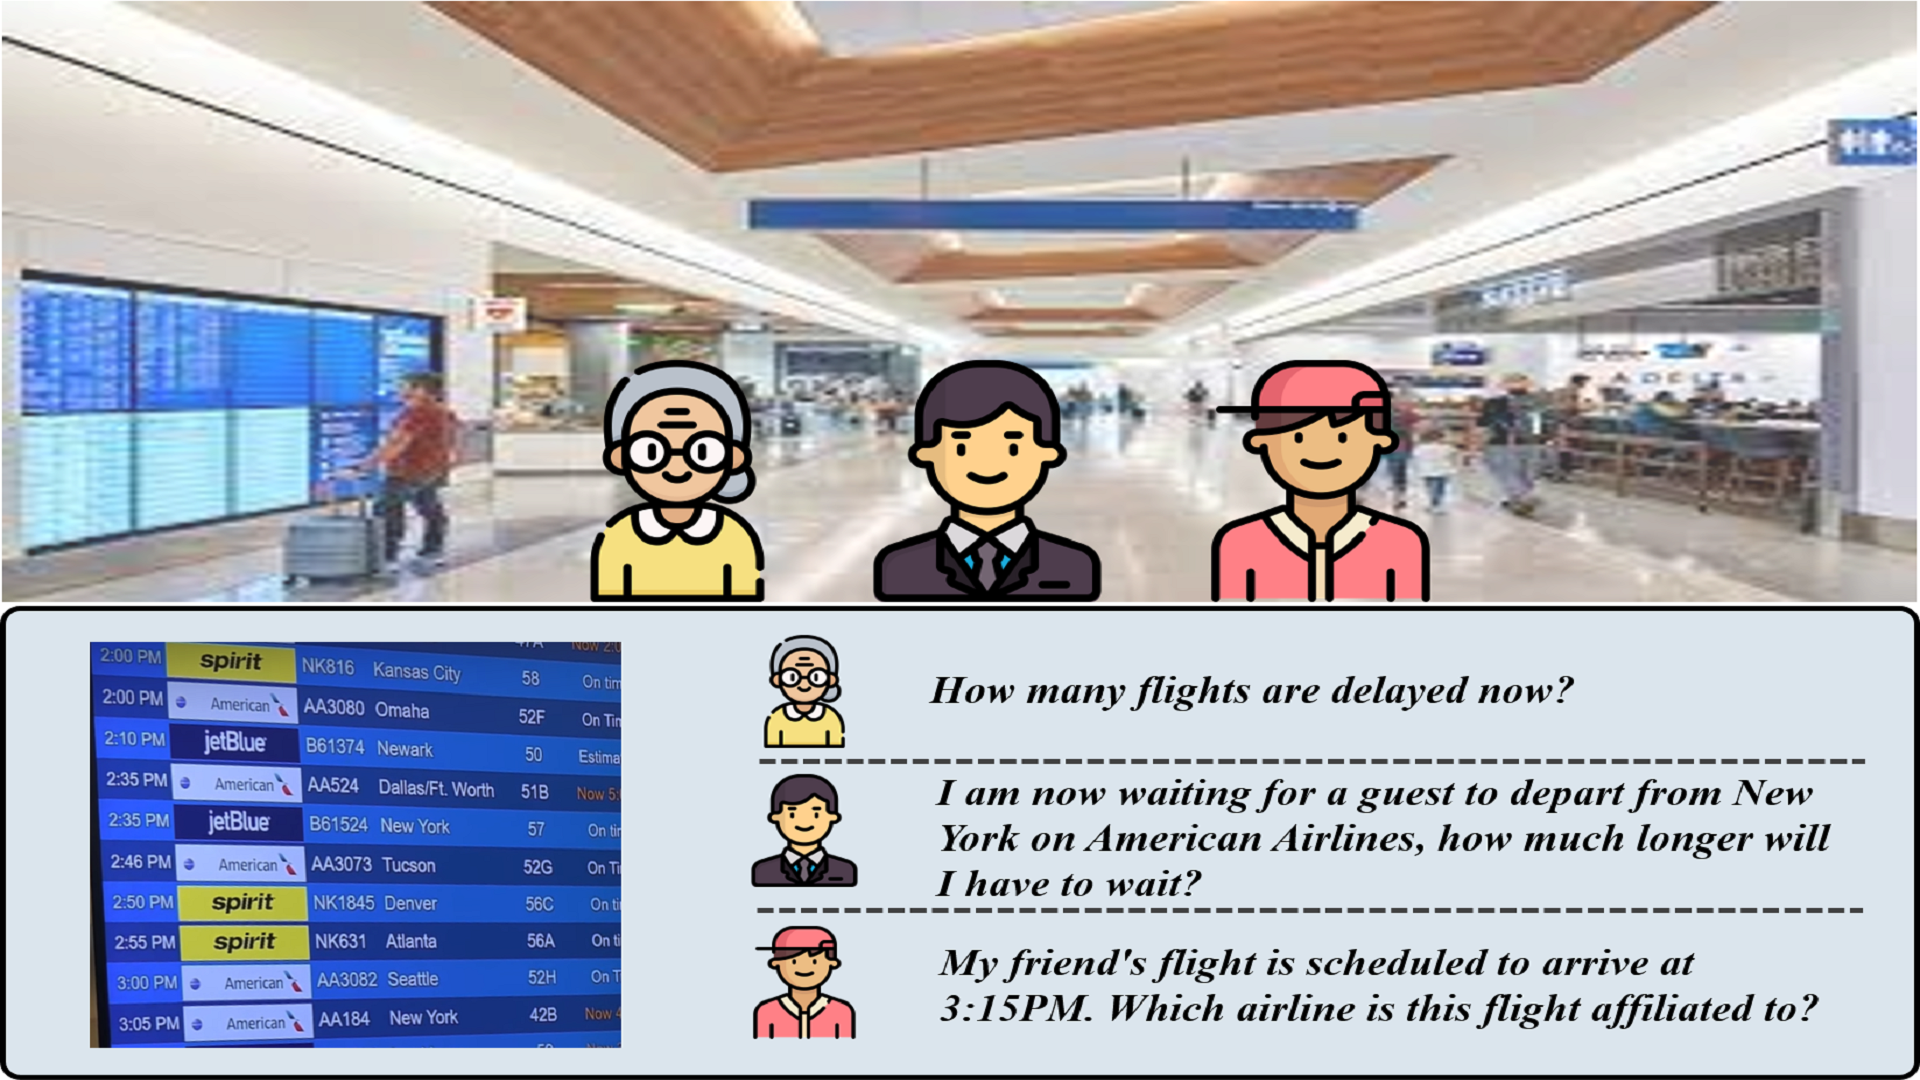 47A Now 2:0
2:00 PM spirit NK816 Kansas City 58 On tim
2:00 PM American AA3080 Omaha 52F On Tim
2:10 PM jetBlue B61374 Newark 50 Estima
2:35 PM American AA524 Dallas/Ft. Worth 51B Now 5:
2:35 PM jetBlue B61524 New York 57 On tim
2:46 PM American AA3073 Tucson 52G On Ti
2:50 PM spirit NK1845 Denver 56C On ti
2:55 PM spirit NK631 Atlanta 56A On ti
3:00 PM American AA3082 Seattle 52H On T
3:05 PM American AA184 New York 42B Now 4
How many flights are delayed now?
I am now waiting for a guest to depart from New
York on American Airlines, how much longer will
I have to wait?
My friend's flight is scheduled to arrive at
3:15PM. Which airline is this flight affiliated to?